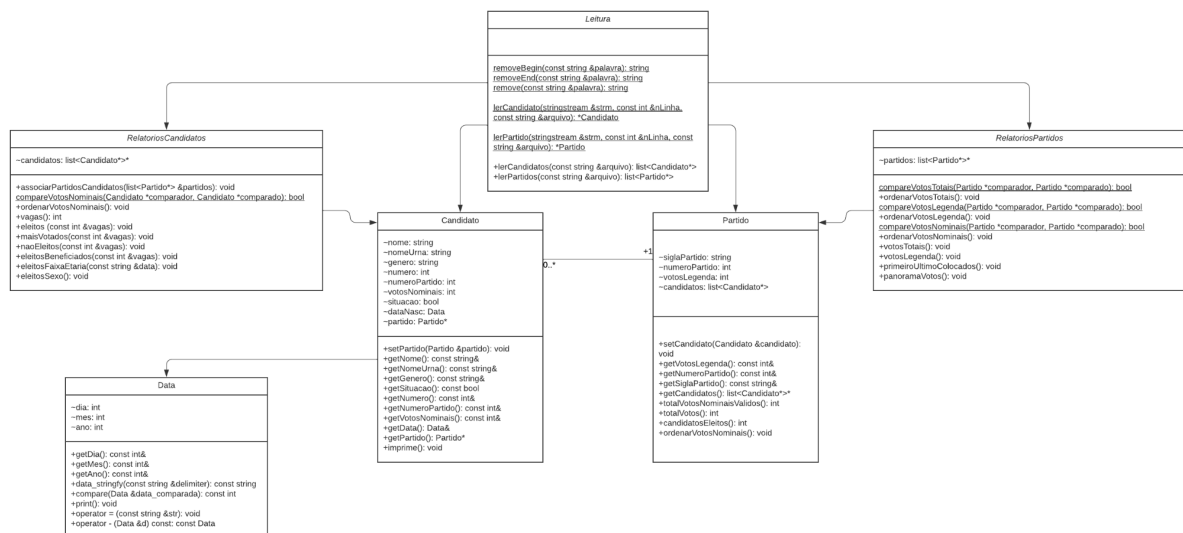 Leitura
removeBegin(const string &palavra): string
removeEnd(const string &palavra): string
remove(const string &palavra): string
lerCandidato(stringstream &strm, const int &nLinha,
const string &arquivo): *Candidato
lerPartido(stringstream &strm, const int &nLinha, const
string &arquivo): *Partido
+lerCandidatos(const string &arquivo): list<Candidato*>
+lerPartidos(const string &arquivo): list<Partido*>
RelatoriosCandidatos
~candidatos: list<Candidato*>*
+associarPartidosCandidatos(list<Partido*> &partidos): void
compareVotosNominais(Candidato *comparador, Candidato *comparado): bool
+ordenarVotosNominais(): void
+vagas(): int
+eleitos (const int &vagas): void
+maisVotados(const int &vagas): void
+naoEleitos(const int &vagas): void
+eleitosBeneficiados(const int &vagas): void
+eleitosFaixaEtaria(const string &data): void
+eleitosSexo(): void
RelatoriosPartidos
~partidos: list<Partido*>*
compareVotosTotais(Partido *comparador, Partido *comparado): bool
+ordenarVotosTotais(): void
compareVotosLegenda(Partido *comparador, Partido *comparado): bool
+ordenarVotosLegenda(): void
compareVotosNominais(Partido *comparador, Partido *comparado): bool
+ordenarVotosNominais(): void
+votosTotais(): void
+votosLegenda(): void
+primeiroUltimoColocados(): void
+panoramaVotos(): void
Candidato
~nome: string
~nomeUrna: string
~genero: string
~numero: int
~numeroPartido: int
~votosNominais: int
~situacao: bool
~dataNasc: Data
~partido: Partido*
+setPartido(Partido &partido): void
+getNome(): const string&
+getNomeUrna(): const string&
+getGenero(): const string&
+getSituacao(): const bool
+getNumero(): const int&
+getNumeroPartido(): const int&
+getVotosNominais(): const int&
+getData(): Data&
+getPartido(): Partido*
+imprime(): void
0..*
+1
Partido
~siglaPartido: string
~numeroPartido: int
~votosLegenda: int
~candidatos: list<Candidato*>
+setCandidato(Candidato &candidato):
void
+getVotosLegenda(): const int&
+getNumeroPartido(): const int&
+getSiglaPartido(): const string&
+getCandidatos(): list<Candidato*>*
+totalVotosNominaisValidos(): int
+totalVotos(): int
+candidatosEleitos(): int
+ordenarVotosNominais(): void
Data
~dia: int
~mes: int
~ano: int
+getDia(): const int&
+getMes(): const int&
+getAno(): const int&
+data_stringfy(const string &delimiter): const string
+compare(Data &data_comparada): const int
+print(): void
+operator = (const string &str): void
+operator - (Data &d) const: const Data